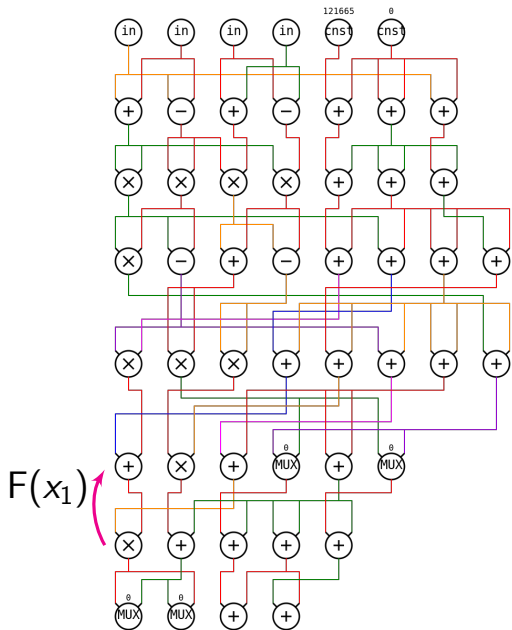 121665 0
in in in in cnst cnst
+ − + − + + +
× × × × + + +
× − + − + + + +
× × × + + + + +
0 0
+ × + MUX + MUX
F(x₁)
× + + + +
0 0
MUX MUX + +